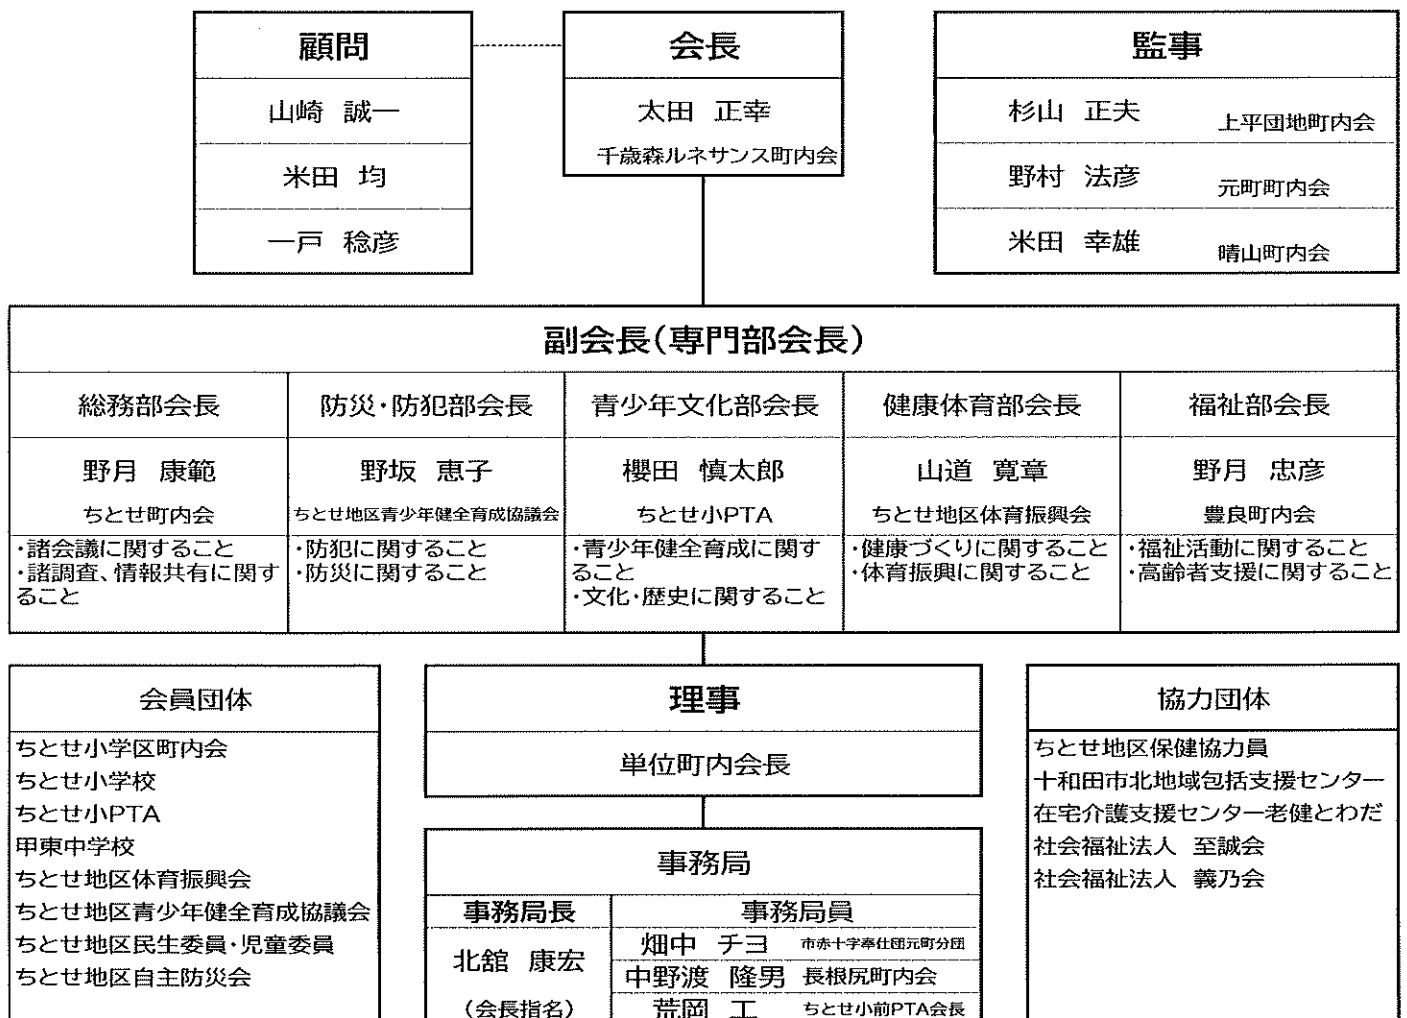 顧問
山崎 誠一
米田 均
一戸 稔彦
会長
太田 正幸
千歳森ルネサンス町内会
監事
杉山 正夫 上平団地町内会
野村 法彦 元町町内会
米田 幸雄 晴山町内会
副会長(専門部会長)
総務部会長
野月 康範
ちとせ町内会
・諸会議に関すること
・諸調査、情報共有に関す
ること
防災・防犯部会長
野坂 恵子
ちとせ地区青少年健全育成協議会
・防犯に関すること
・防災に関すること
青少年文化部会長
櫻田 慎太郎
ちとせ小PTA
・青少年健全育成に関す
ること
・文化・歴史に関すること
健康体育部会長
山道 寛章
ちとせ地区体育振興会
・健康づくりに関すること
・体育振興に関すること
福祉部会長
野月 忠彦
豊良町内会
・福祉活動に関すること
・高齢者支援に関すること
会員団体
ちとせ小学区町内会
ちとせ小学校
ちとせ小PTA
甲東中学校
ちとせ地区体育振興会
ちとせ地区青少年健全育成協議会
ちとせ地区民生委員・児童委員
ちとせ地区自主防災会
理事
単位町内会長
事務局
事務局長
北舘 康宏
(会長指名)
事務局員
畑中 チヨ 市赤十字奉仕団元町分団
中野渡 隆男 長根尻町内会
荒岡 工 ちとせ小前PTA会長
協力団体
ちとせ地区保健協力員
十和田市北地域包括支援センター
在宅介護支援センター老健とわだ
社会福祉法人 至誠会
社会福祉法人 義乃会